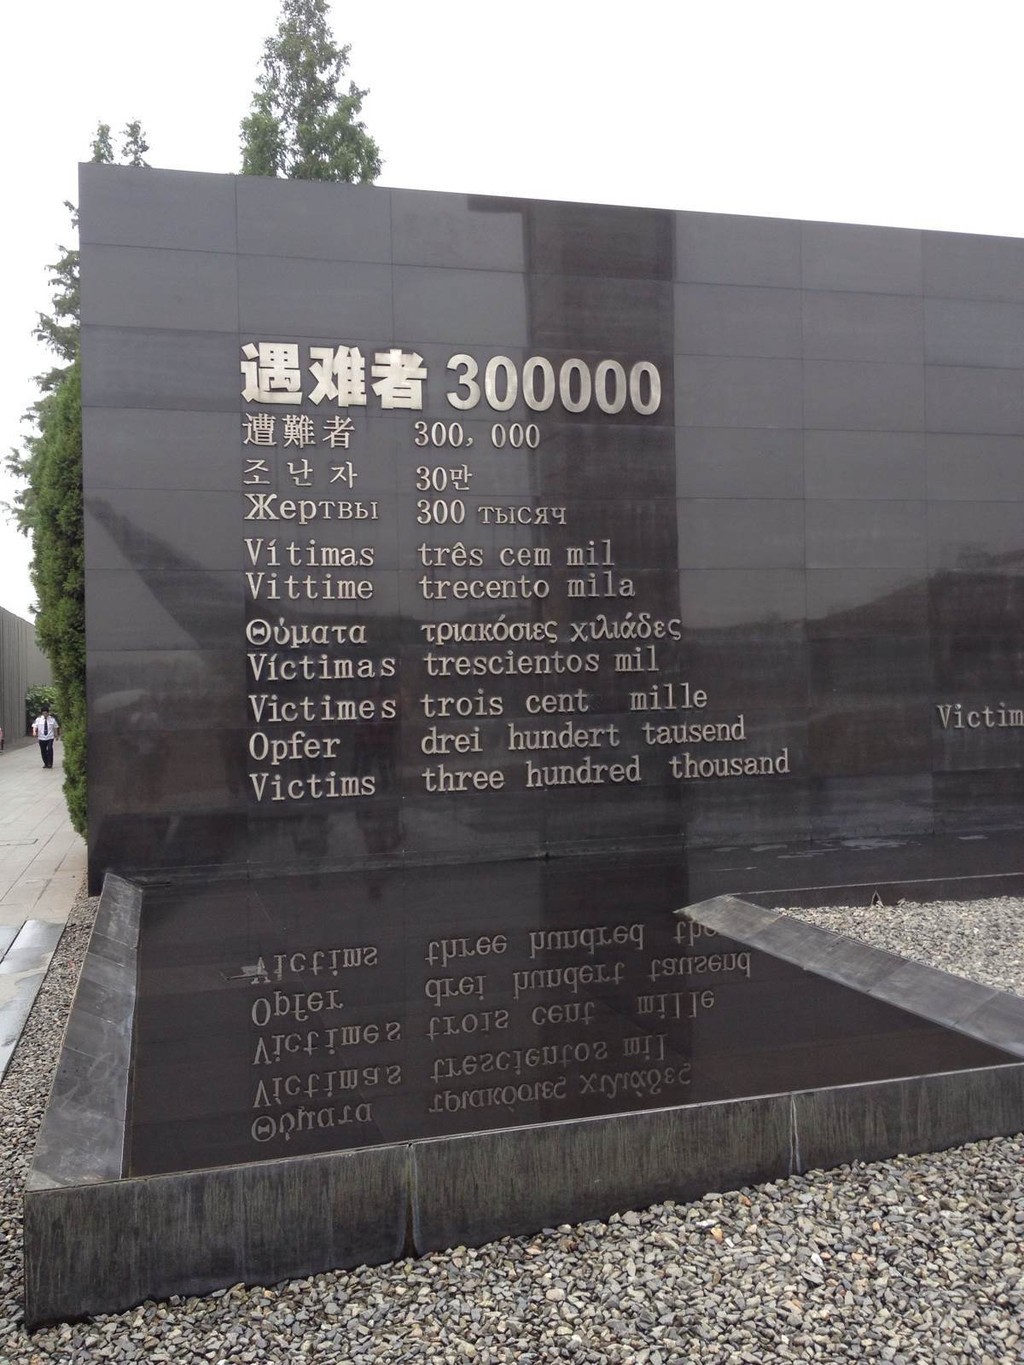 遇难者 300000
遭難者 300, 000
조난자 30만
Жертвы 300 тысяч
Vítimas três cem mil
Vittime trecento mila
Θύματα τριακόσιες χιλιάδες
Víctimas trescientos mil
Victimes trois cent mille
Opfer drei hundert tausend
Victims three hundred thousand